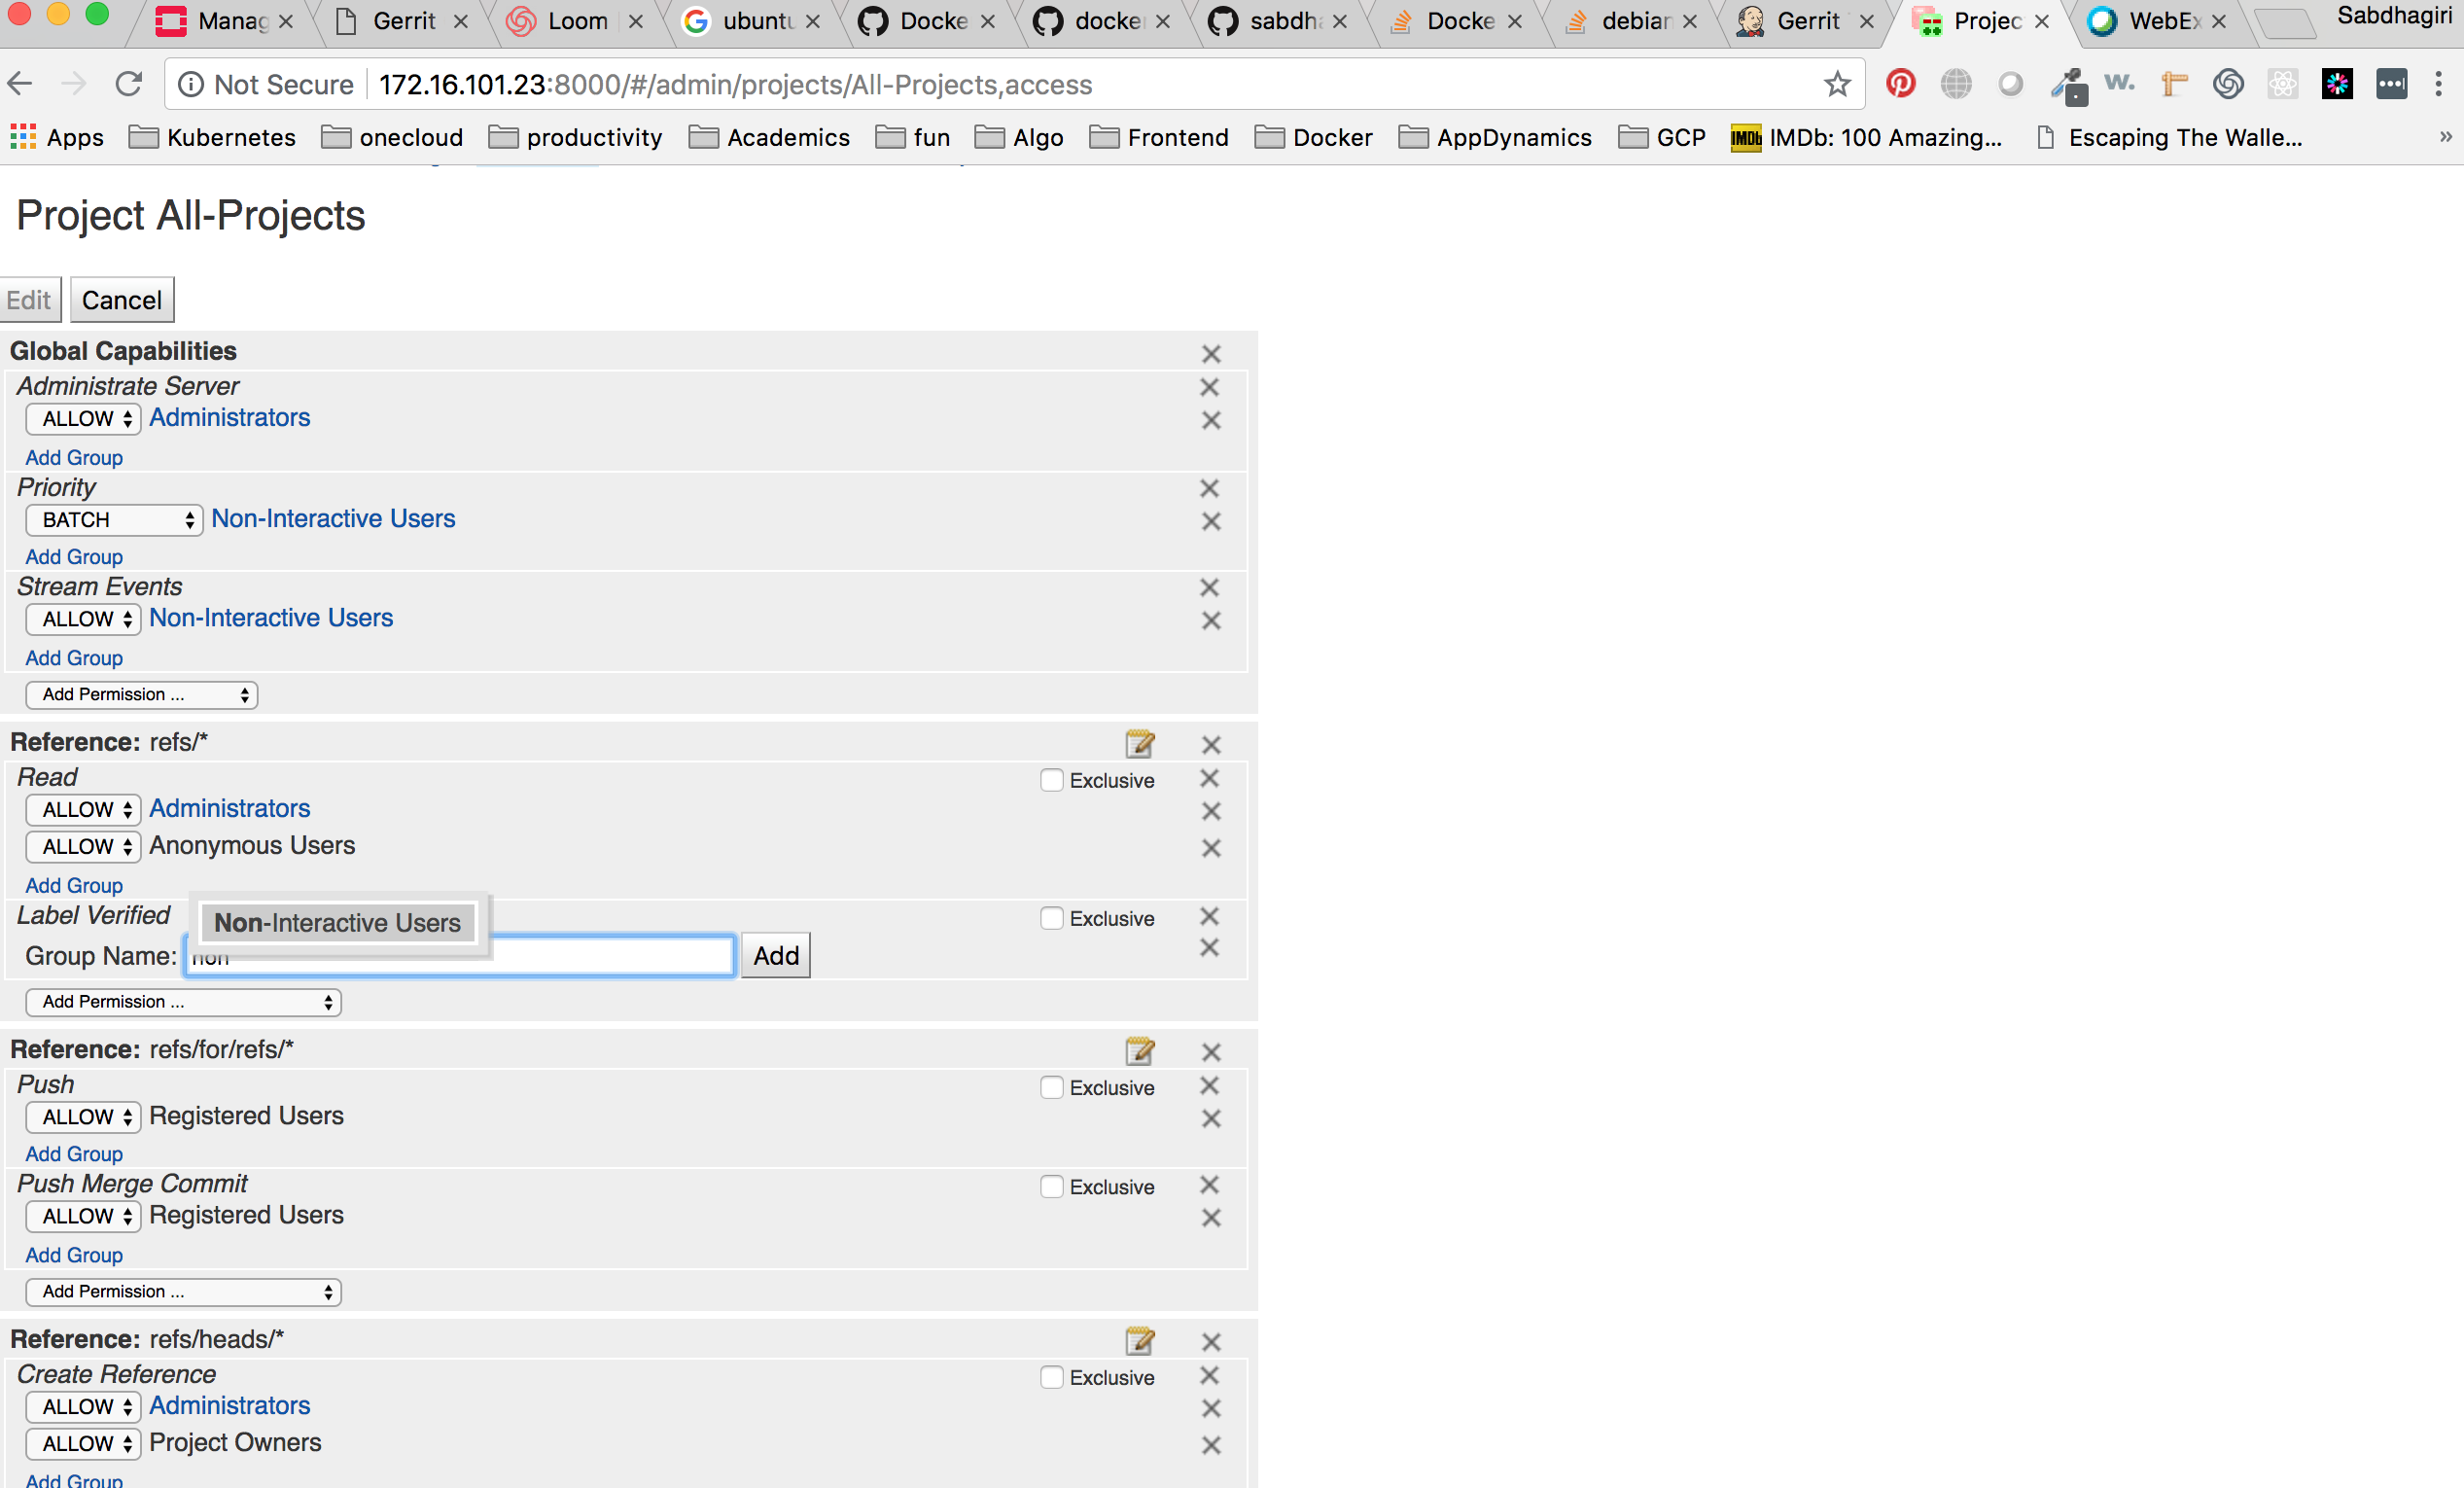 Manag Gerrit Loom ubuntu Docke docker sabdha Docke debian Gerrit Projec WebEx Sabdhagiri
Not Secure 172.16.101.23:8000/#/admin/projects/All-Projects,access
Apps Kubernetes onecloud productivity Academics fun Algo Frontend Docker AppDynamics GCP IMDb IMDb: 100 Amazing... Escaping The Walle... »
Project All-Projects
Edit Cancel
Global Capabilities
Administrate Server
ALLOW Administrators
Add Group
Priority
BATCH Non-Interactive Users
Add Group
Stream Events
ALLOW Non-Interactive Users
Add Group
Add Permission ...
Reference: refs/*
Read Exclusive
ALLOW Administrators
ALLOW Anonymous Users
Add Group
Label Verified Exclusive
Non-Interactive Users
Group Name: non Add
Add Permission ...
Reference: refs/for/refs/*
Push Exclusive
ALLOW Registered Users
Add Group
Push Merge Commit Exclusive
ALLOW Registered Users
Add Group
Add Permission ...
Reference: refs/heads/*
Create Reference Exclusive
ALLOW Administrators
ALLOW Project Owners
Add Group